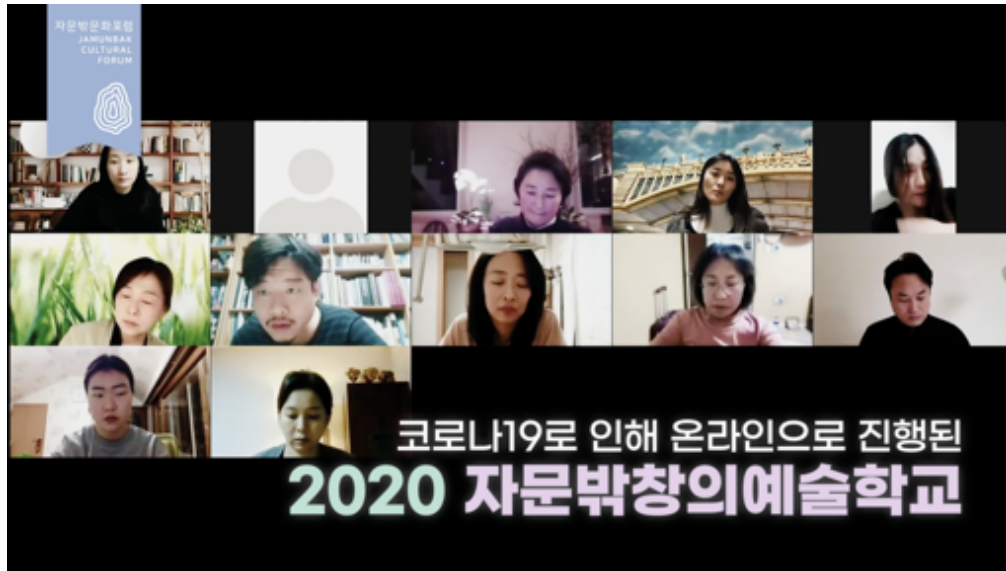 자문밖문화포럼
JAMUNBAK
CULTURAL
FORUM
코로나19로 인해 온라인으로 진행된
2020 자문밖창의예술학교